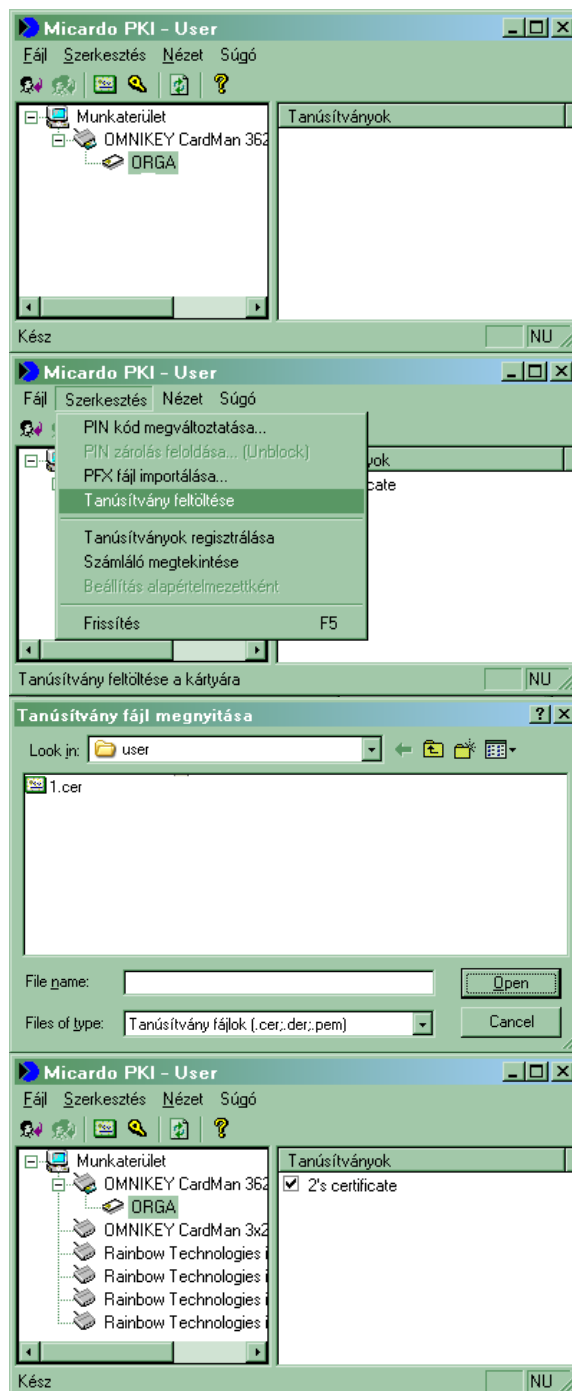 Micardo PKI - User
Fájl Szerkesztés Nézet Súgó
Munkaterület
Tanúsítványok
OMNIKEY CardMan 362
ORGA
Kész
NU
Micardo PKI - User
Fájl Szerkesztés Nézet Súgó
PIN kód megváltoztatása...
PIN zárolás feloldása... (Unblock)
yok
PFX fájl importálása...
cate
Tanúsítvány feltöltése
Tanúsítványok regisztrálása
Számláló megtekintése
Beállítás alapértelmezettként
Frissítés F5
Tanúsítvány feltöltése a kártyára
NU
Tanúsítvány fájl megnyitása
Look in: user
1.cer
File name:
Open
Files of type: Tanúsítvány fájlok (.cer;.der;.pem)
Cancel
Micardo PKI - User
Fájl Szerkesztés Nézet Súgó
Munkaterület
Tanúsítványok
OMNIKEY CardMan 362
2's certificate
ORGA
OMNIKEY CardMan 3x2
Rainbow Technologies i
Rainbow Technologies i
Rainbow Technologies i
Rainbow Technologies i
Kész
NU